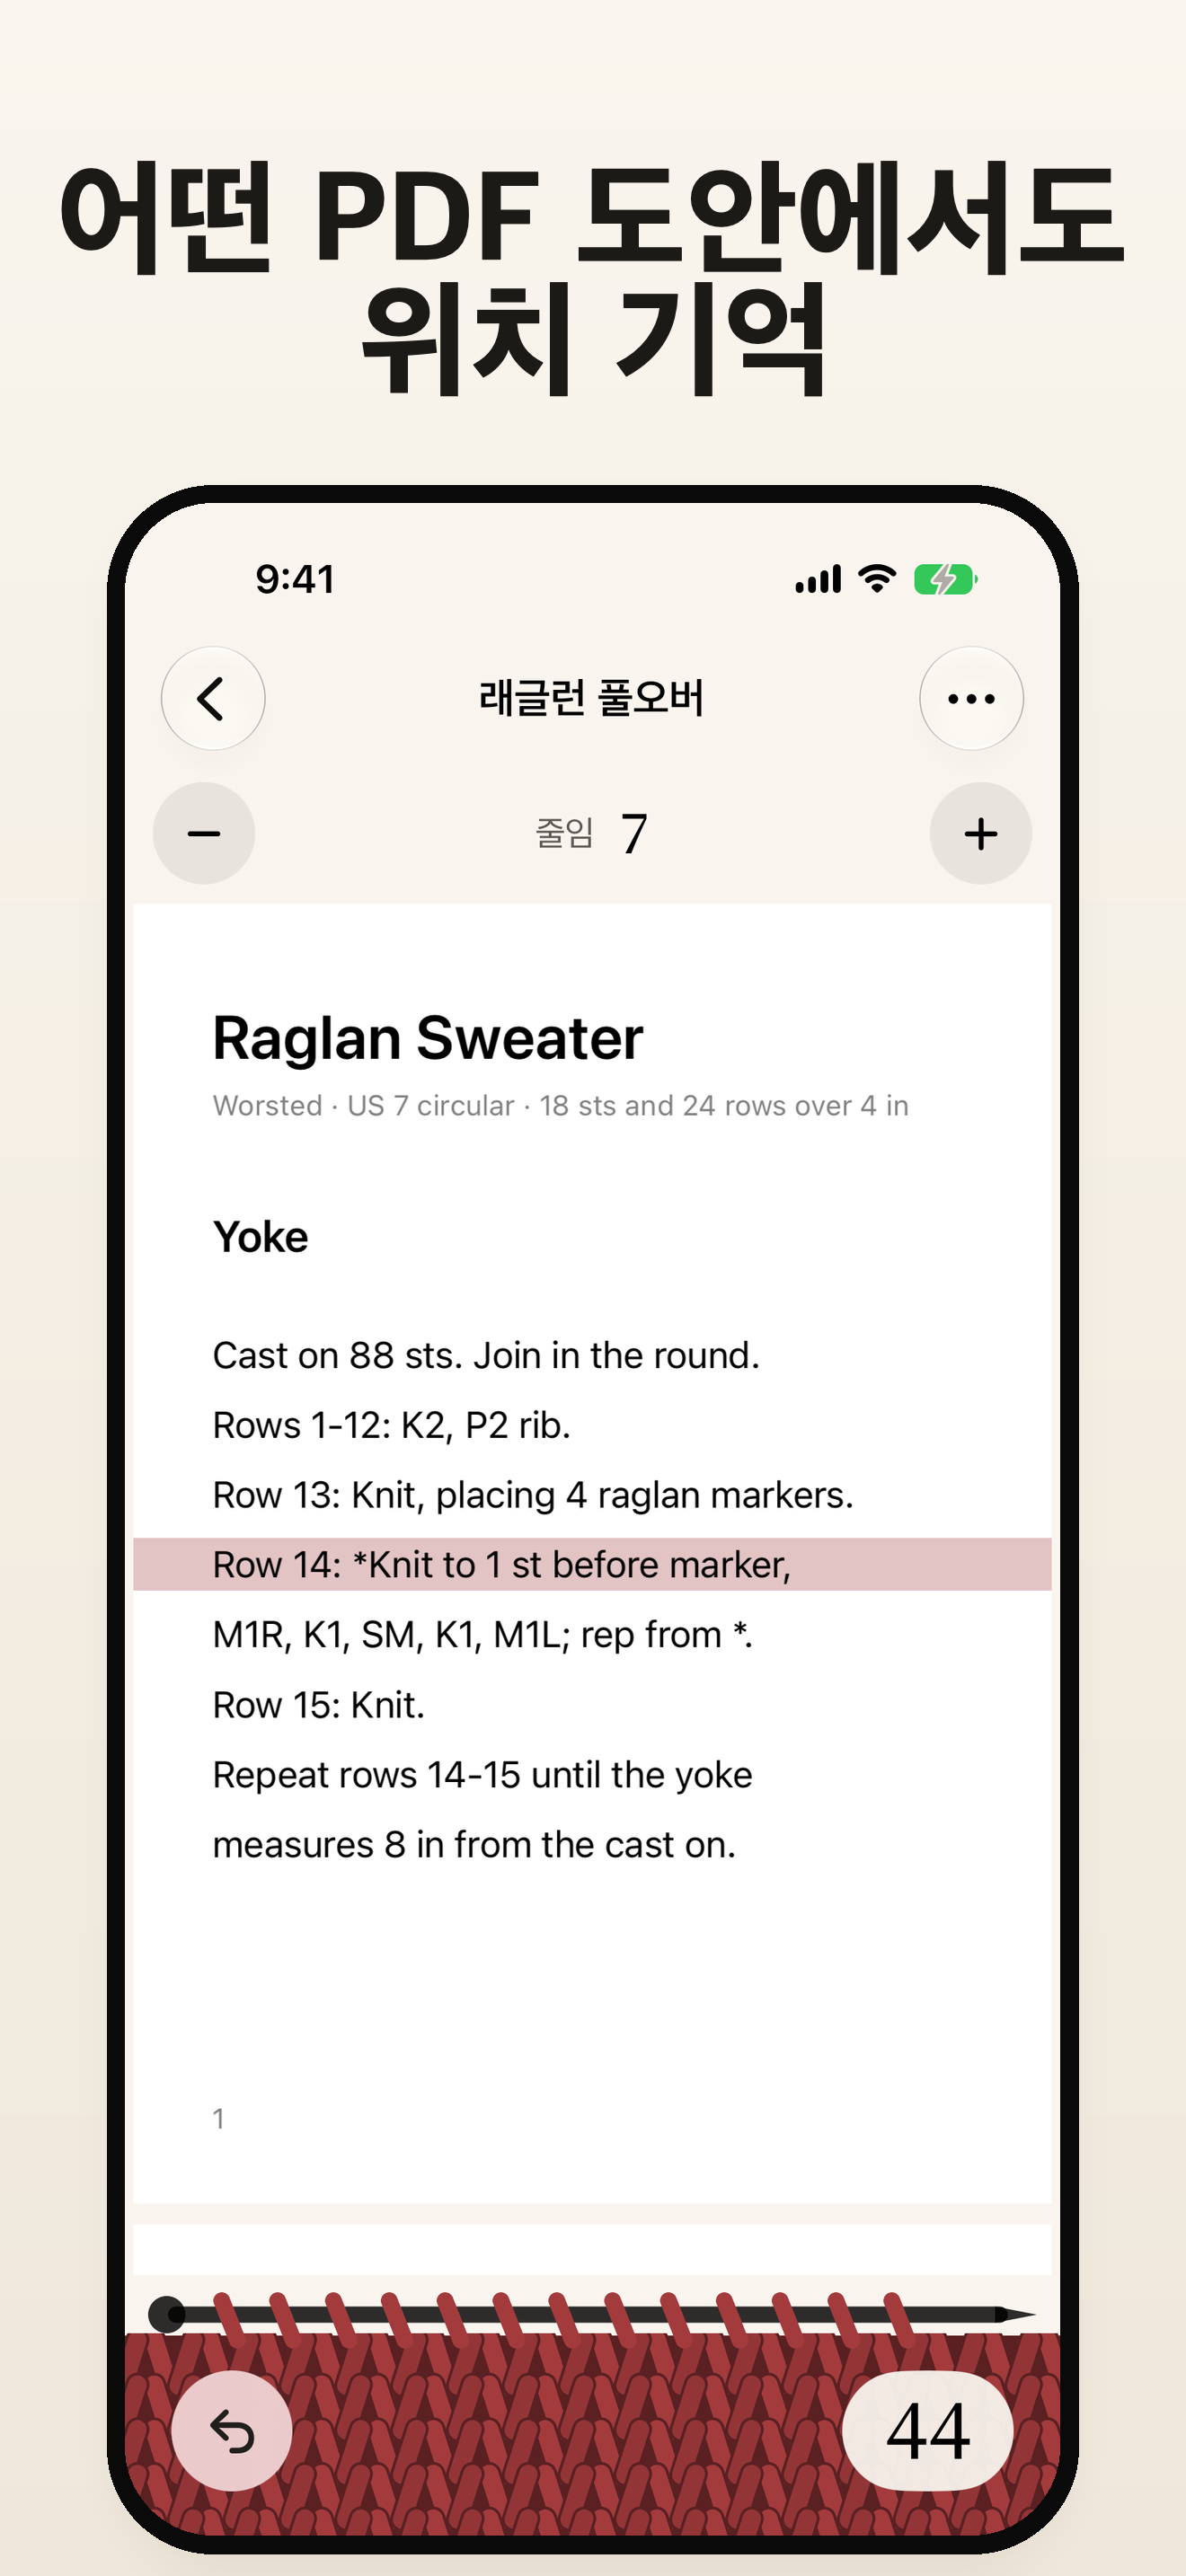 어떤 PDF 도안에서도
위치 기억
9:41
래글런 풀오버
줄임 7
Raglan Sweater
Worsted · US 7 circular · 18 sts and 24 rows over 4 in
Yoke
Cast on 88 sts. Join in the round.
Rows 1-12: K2, P2 rib.
Row 13: Knit, placing 4 raglan markers.
Row 14: *Knit to 1 st before marker,
M1R, K1, SM, K1, M1L; rep from *.
Row 15: Knit.
Repeat rows 14-15 until the yoke
measures 8 in from the cast on.
1
44